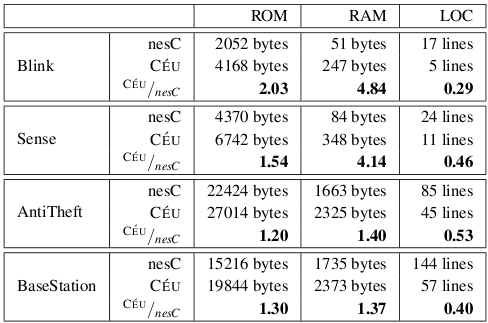 ROM RAM LOC
nesC 2052 bytes 51 bytes 17 lines
Blink CÉU 4168 bytes 247 bytes 5 lines
CÉU/nesC 2.03 4.84 0.29
nesC 4370 bytes 84 bytes 24 lines
Sense CÉU 6742 bytes 348 bytes 11 lines
CÉU/nesC 1.54 4.14 0.46
nesC 22424 bytes 1663 bytes 85 lines
AntiTheft CÉU 27014 bytes 2325 bytes 45 lines
CÉU/nesC 1.20 1.40 0.53
nesC 15216 bytes 1735 bytes 144 lines
BaseStation CÉU 19844 bytes 2373 bytes 57 lines
CÉU/nesC 1.30 1.37 0.40